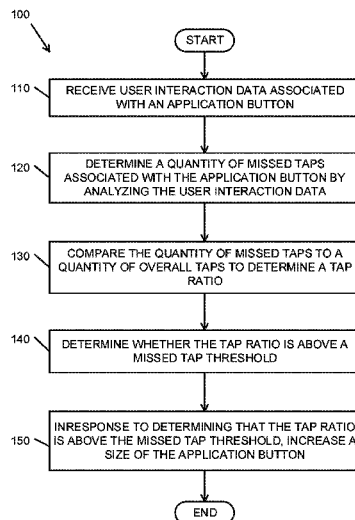 100
START
110
RECEIVE USER INTERACTION DATA ASSOCIATED
WITH AN APPLICATION BUTTON
120
DETERMINE A QUANTITY OF MISSED TAPS
ASSOCIATED WITH THE APPLICATION BUTTON BY
ANALYZING THE USER INTERACTION DATA
130
COMPARE THE QUANTITY OF MISSED TAPS TO A
QUANTITY OF OVERALL TAPS TO DETERMINE A TAP
RATIO
140
DETERMINE WHETHER THE TAP RATIO IS ABOVE A
MISSED TAP THRESHOLD
150
INRESPONSE TO DETERMINING THAT THE TAP RATIO
IS ABOVE THE MISSED TAP THRESHOLD, INCREASE A
SIZE OF THE APPLICATION BUTTON
END